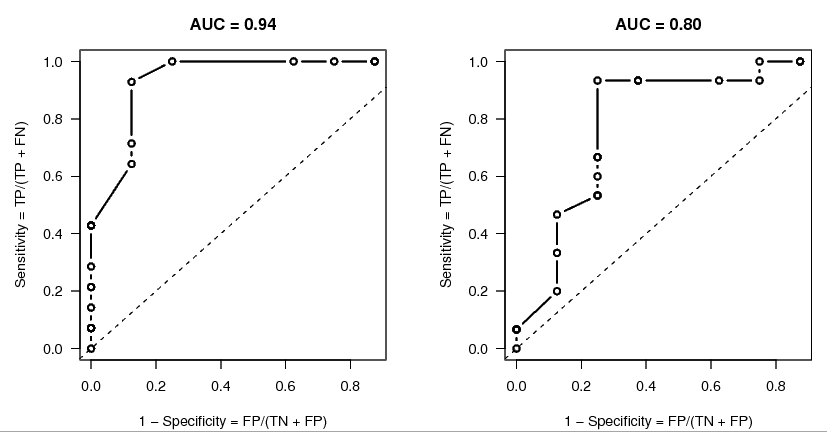 AUC = 0.94
Sensitivity = TP/(TP + FN)
1.0
0.8
0.6
0.4
0.2
0.0
0.0 0.2 0.4 0.6 0.8
1 − Specificity = FP/(TN + FP)
AUC = 0.80
Sensitivity = TP/(TP + FN)
1.0
0.8
0.6
0.4
0.2
0.0
0.0 0.2 0.4 0.6 0.8
1 − Specificity = FP/(TN + FP)